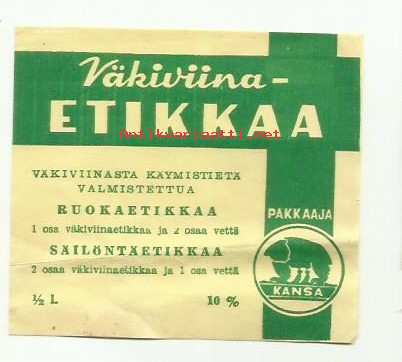 Väkiviina-
ETIKKAA
Antikvariaatti.net
VÄKIVIINASTA KÄYMISTIETÄ
VALMISTETTUA
RUOKAETIKKAA
1 osa väkiviinaetikkaa ja 2 osaa vettä
SÄILÖNTÄETIKKAA
2 osaa väkiviinaetikkaa ja 1 osa vettä
½ L 10 %
PAKKAAJA
KANSA